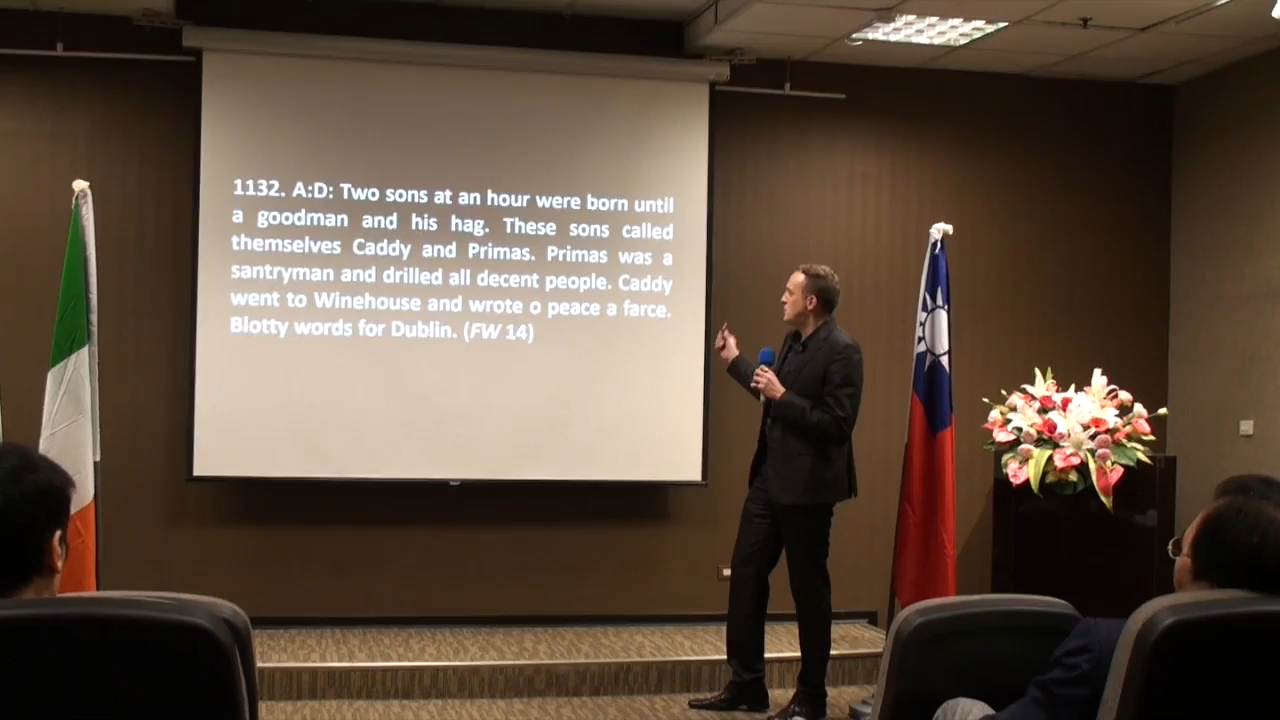 1132. A:D: Two sons at an hour were born until
a goodman and his hag. These sons called
themselves Caddy and Primas. Primas was a
santryman and drilled all decent people. Caddy
went to Winehouse and wrote o peace a farce.
Blotty words for Dublin. (FW 14)